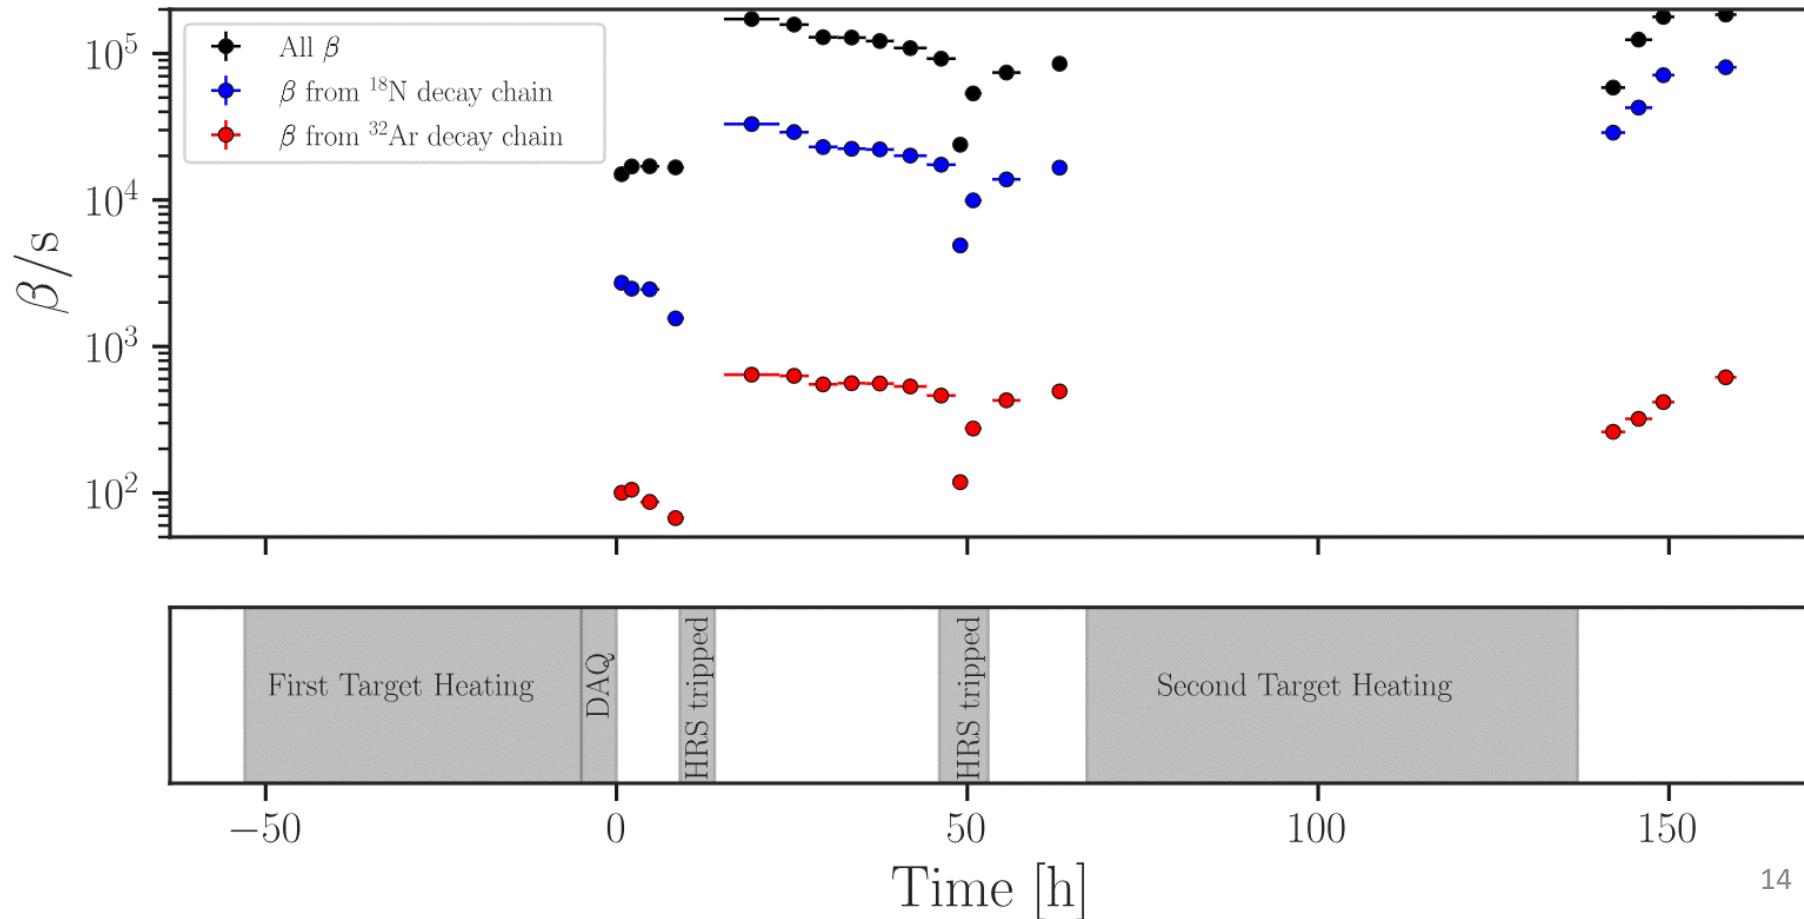 All β
β from ¹⁸N decay chain
β from ³²Ar decay chain
10⁵
10⁴
10³
10²
β/s
First Target Heating
DAQ
HRS tripped
HRS tripped
Second Target Heating
−50
0
50
100
150
Time [h]
14